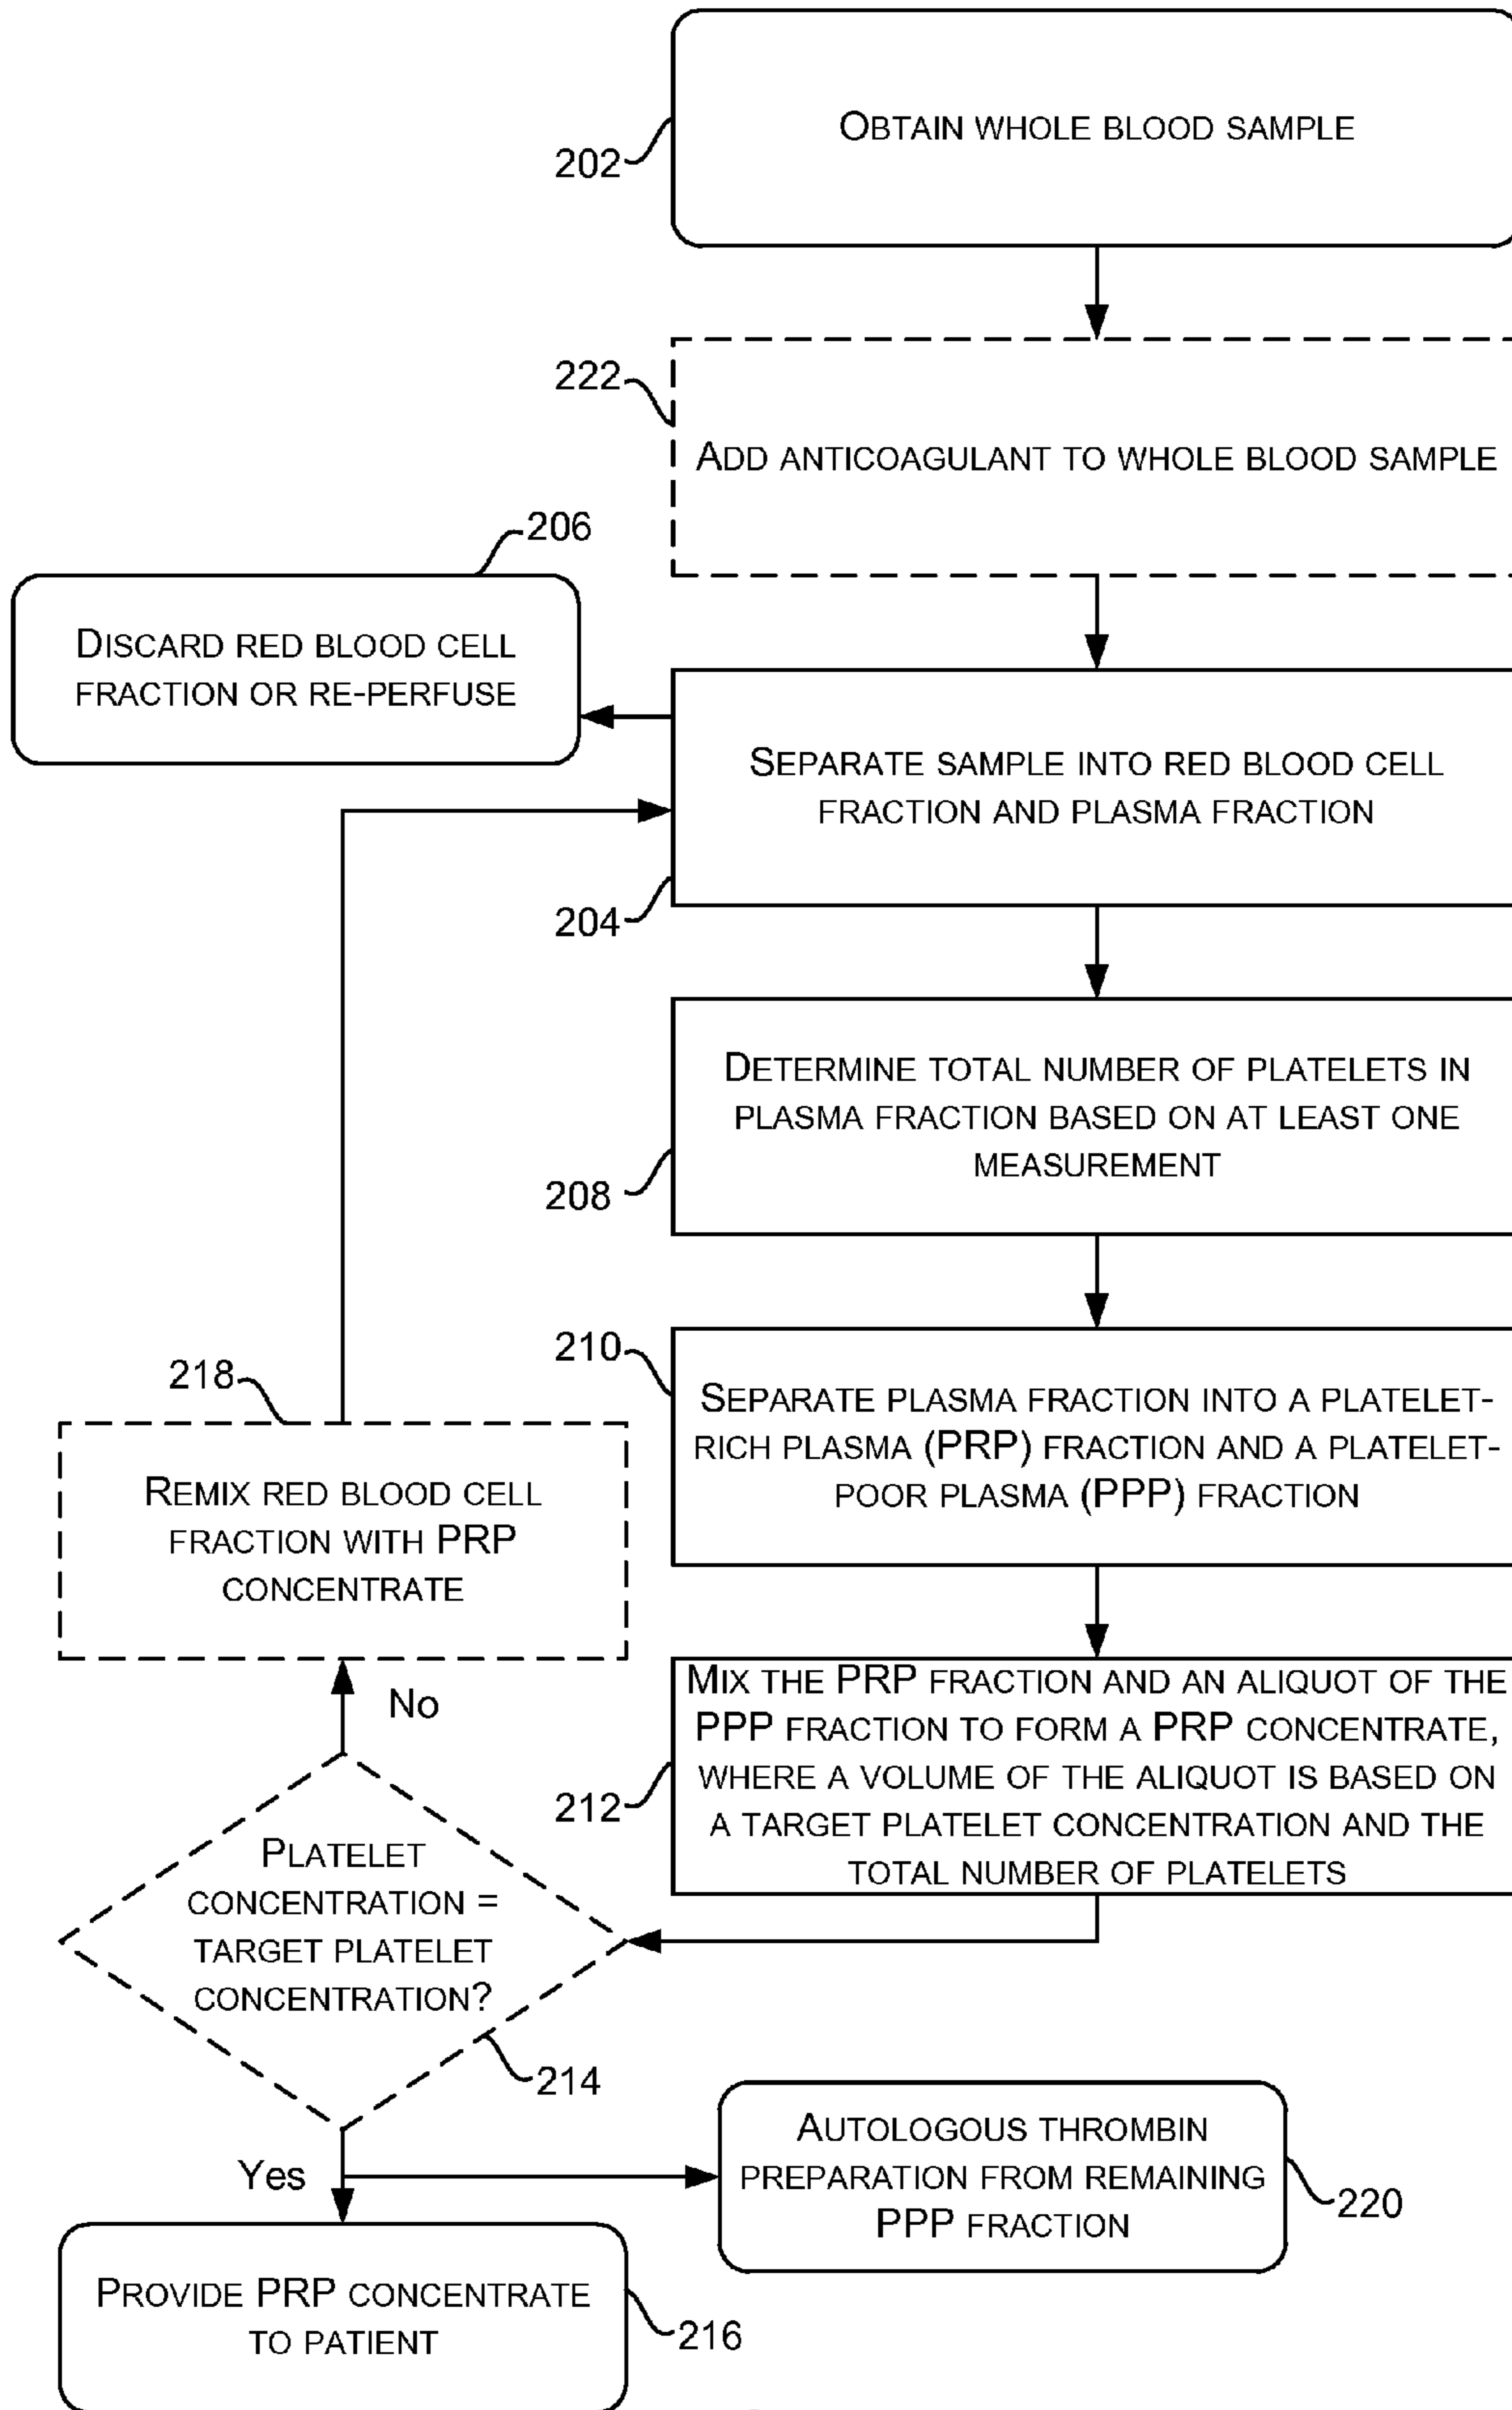 OBTAIN WHOLE BLOOD SAMPLE
202
222
ADD ANTICOAGULANT TO WHOLE BLOOD SAMPLE
206
DISCARD RED BLOOD CELL
FRACTION OR RE-PERFUSE
SEPARATE SAMPLE INTO RED BLOOD CELL
FRACTION AND PLASMA FRACTION
204
DETERMINE TOTAL NUMBER OF PLATELETS IN
PLASMA FRACTION BASED ON AT LEAST ONE
MEASUREMENT
208
210
SEPARATE PLASMA FRACTION INTO A PLATELET-
RICH PLASMA (PRP) FRACTION AND A PLATELET-
POOR PLASMA (PPP) FRACTION
218
REMIX RED BLOOD CELL
FRACTION WITH PRP
CONCENTRATE
No
MIX THE PRP FRACTION AND AN ALIQUOT OF THE
PPP FRACTION TO FORM A PRP CONCENTRATE,
WHERE A VOLUME OF THE ALIQUOT IS BASED ON
A TARGET PLATELET CONCENTRATION AND THE
TOTAL NUMBER OF PLATELETS
212
PLATELET
CONCENTRATION =
TARGET PLATELET
CONCENTRATION?
214
Yes
AUTOLOGOUS THROMBIN
PREPARATION FROM REMAINING
PPP FRACTION
220
PROVIDE PRP CONCENTRATE
TO PATIENT
216